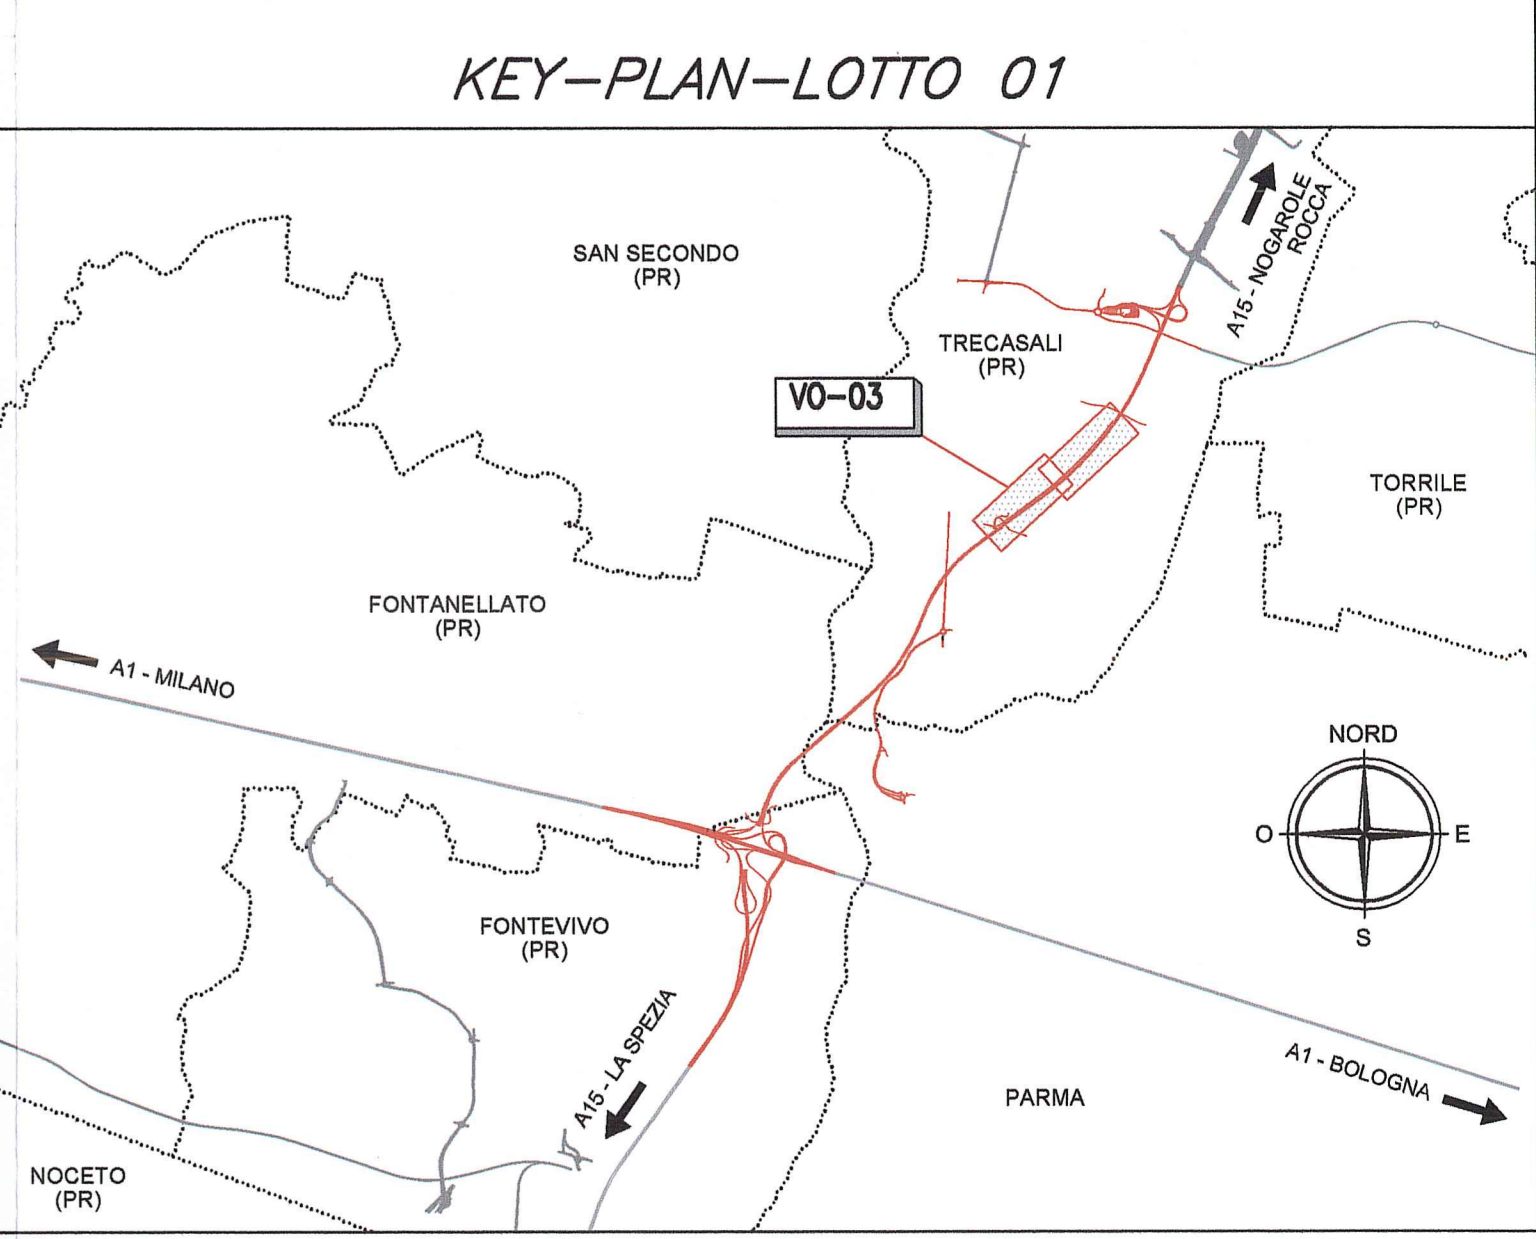 KEY-PLAN-LOTTO 01
SAN SECONDO
(PR)
A15 - NOGAROLE
ROCCA
TRECASALI
(PR)
VO-03
TORRILE
(PR)
FONTANELLATO
(PR)
A1 - MILANO
NORD
O
E
S
FONTEVIVO
(PR)
A15 - LA SPEZIA
A1 - BOLOGNA
PARMA
NOCETO
(PR)